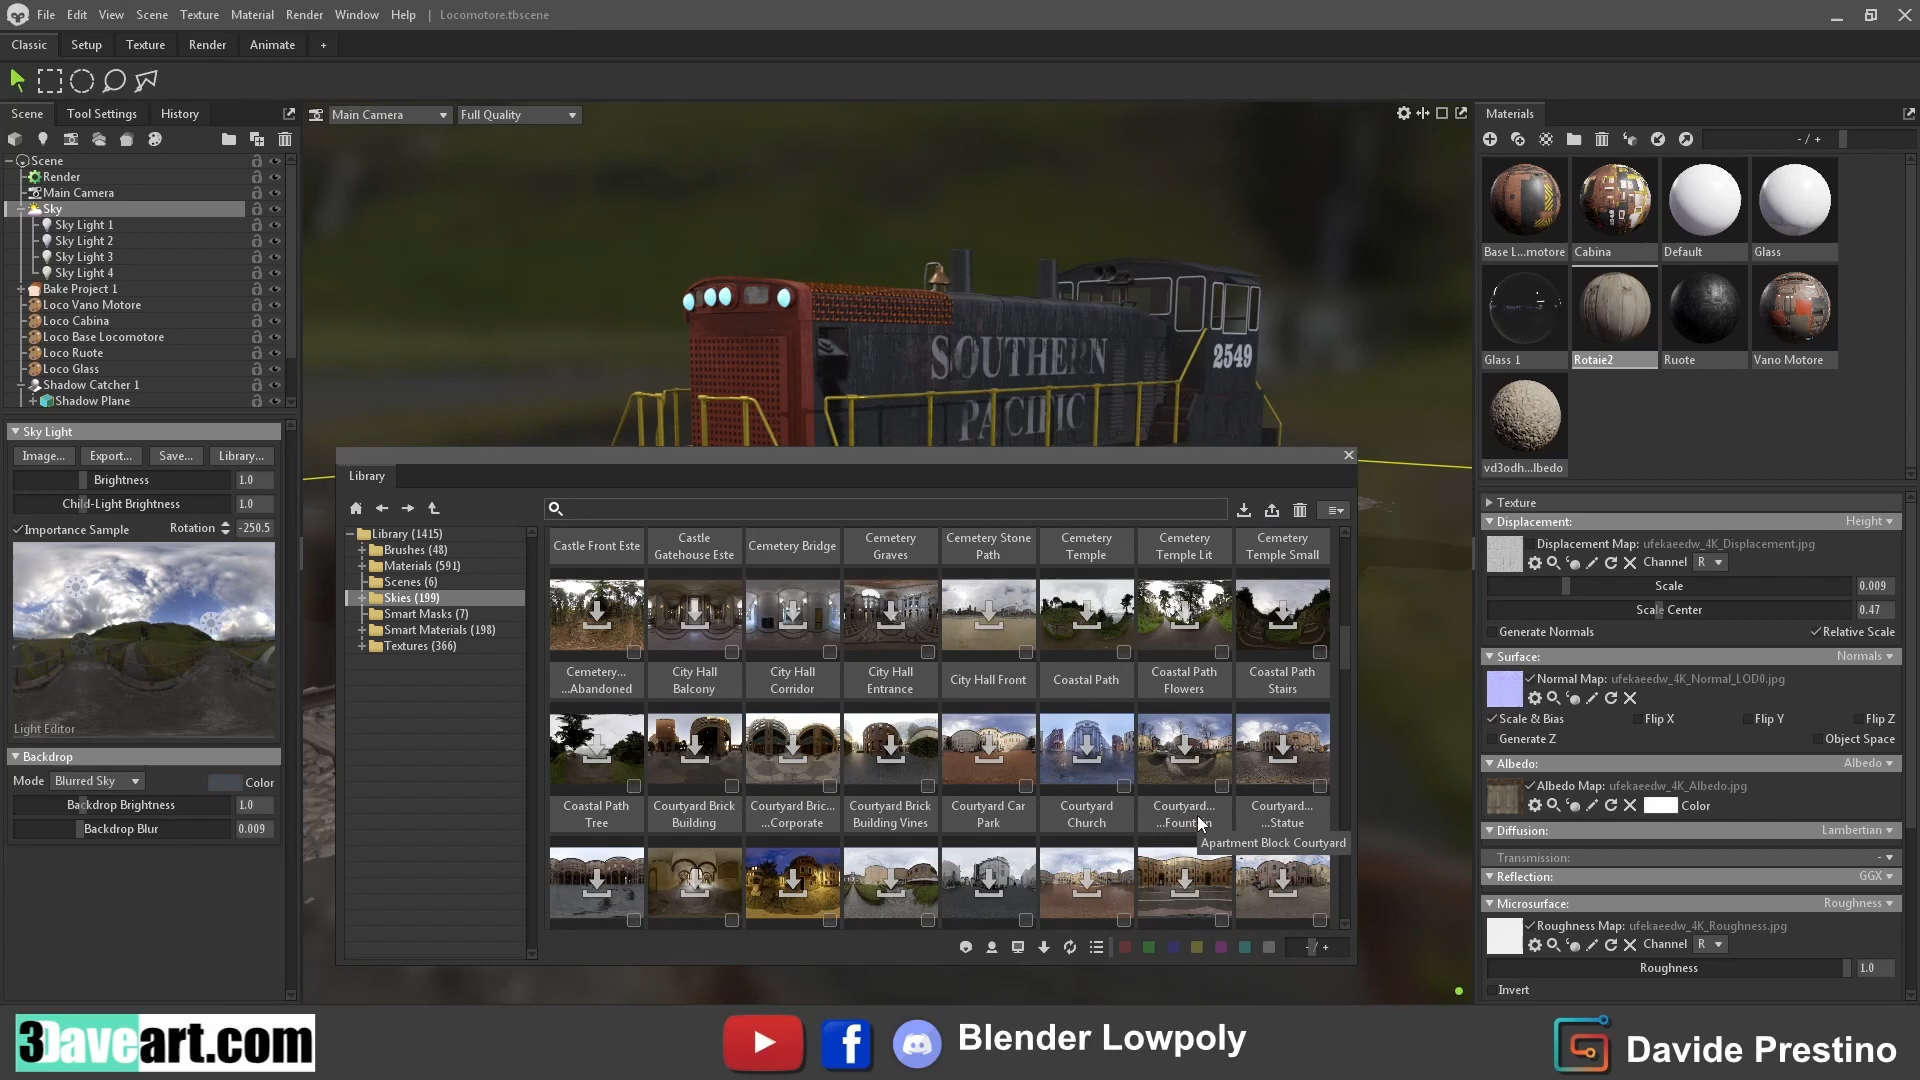 File Edit View Scene Texture Material Render Window Help | Locomotore.tbscene
Classic Setup Texture Render Animate +
Scene Tool Settings History
Main Camera Full Quality
Materials
- / +
Scene
Render
Main Camera
Sky
Sky Light 1
Sky Light 2
Sky Light 3
Sky Light 4
Bake Project 1
Loco Vano Motore
Loco Cabina
Loco Base Locomotore
Loco Ruote
Loco Glass
Shadow Catcher 1
Shadow Plane
Sky Light
Image... Export... Save... Library...
Brightness 1.0
Child-Light Brightness 1.0
Importance Sample Rotation -250.5
Light Editor
Backdrop
Mode Blurred Sky Color
Backdrop Brightness 1.0
Backdrop Blur 0.009
SOUTHERN
PACIFIC
2549
Library
Library (1415)
Brushes (48)
Materials (591)
Scenes (6)
Skies (199)
Smart Masks (7)
Smart Materials (198)
Textures (366)
Castle Front Este
Castle
Gatehouse Este
Cemetery Bridge
Cemetery
Graves
Cemetery Stone
Path
Cemetery
Temple
Cemetery
Temple Lit
Cemetery
Temple Small
Cemetery...
...Abandoned
City Hall
Balcony
City Hall
Corridor
City Hall
Entrance
City Hall Front
Coastal Path
Coastal Path
Flowers
Coastal Path
Stairs
Coastal Path
Tree
Courtyard Brick
Building
Courtyard Bric...
...Corporate
Courtyard Brick
Building Vines
Courtyard Car
Park
Courtyard
Church
Courtyard...
...Fountain
Courtyard...
...Statue
Apartment Block Courtyard
- / +
Base L...motore Cabina Default Glass
Glass 1 Rotaie2 Ruote Vano Motore
vd3odh...lbedo
Texture
Displacement: Height
Displacement Map: ufekaeedw_4K_Displacement.jpg
Channel R
Scale 0.009
Scale Center 0.47
Generate Normals Relative Scale
Surface: Normals
Normal Map: ufekaeedw_4K_Normal_LOD0.jpg
Scale & Bias Flip X Flip Y Flip Z
Generate Z Object Space
Albedo: Albedo
Albedo Map: ufekaeedw_4K_Albedo.jpg
Color
Diffusion: Lambertian
Transmission: -
Reflection: GGX
Microsurface: Roughness
Roughness Map: ufekaeedw_4K_Roughness.jpg
Channel R
Roughness 1.0
Invert
3Daveart.com
Blender Lowpoly
Davide Prestino